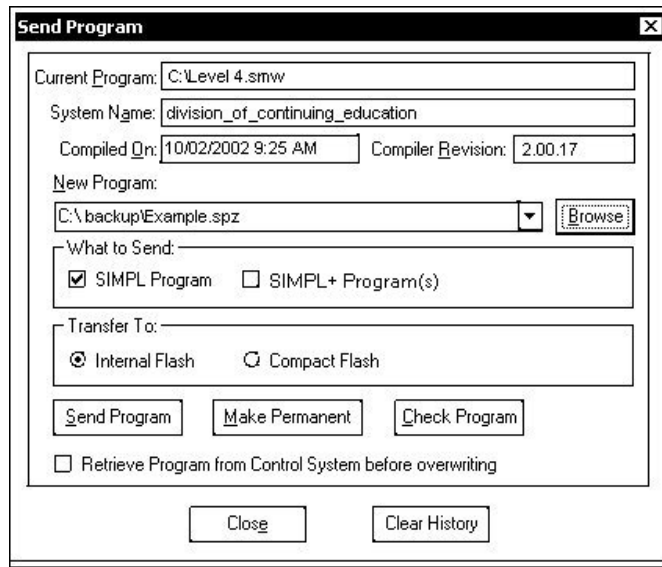 Send Program
Current Program: C:\Level 4.smw
System Name: division_of_continuing_education
Compiled On: 10/02/2002 9:25 AM Compiler Revision: 2.00.17
New Program:
C:\backup\Example.spz Browse
What to Send:
SIMPL Program SIMPL+ Program(s)
Transfer To:
Internal Flash Compact Flash
Send Program Make Permanent Check Program
Retrieve Program from Control System before overwriting
Close Clear History